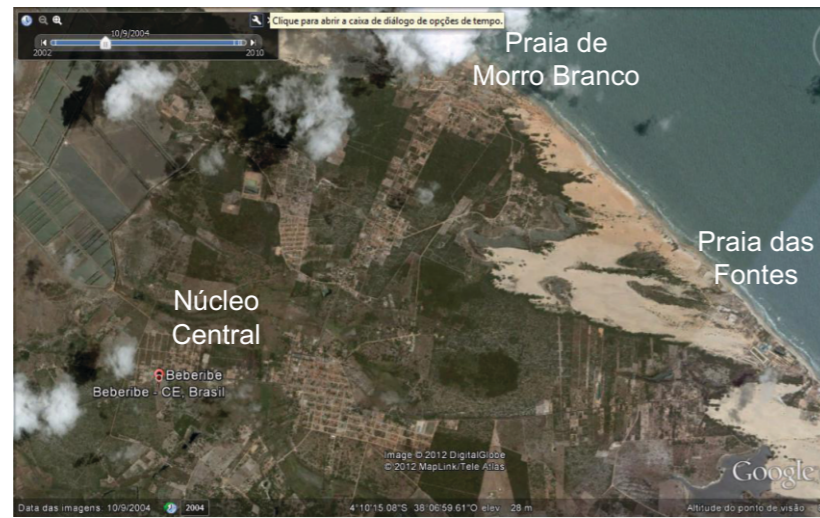 Clique para abrir a caixa de diálogo de opções de tempo.
10/9/2004
2002
2010
Praia de
Morro Branco
Praia das
Fontes
Núcleo
Central
Beberibe
Beberibe - CE, Brasil
Image © 2012 DigitalGlobe
© 2012 MapLink/Tele Atlas
Google
Data das imagens 10/9/2004 2004 4°10'15.08"S 38°06'59.61"O elev 28 m Altitude do ponto de visão